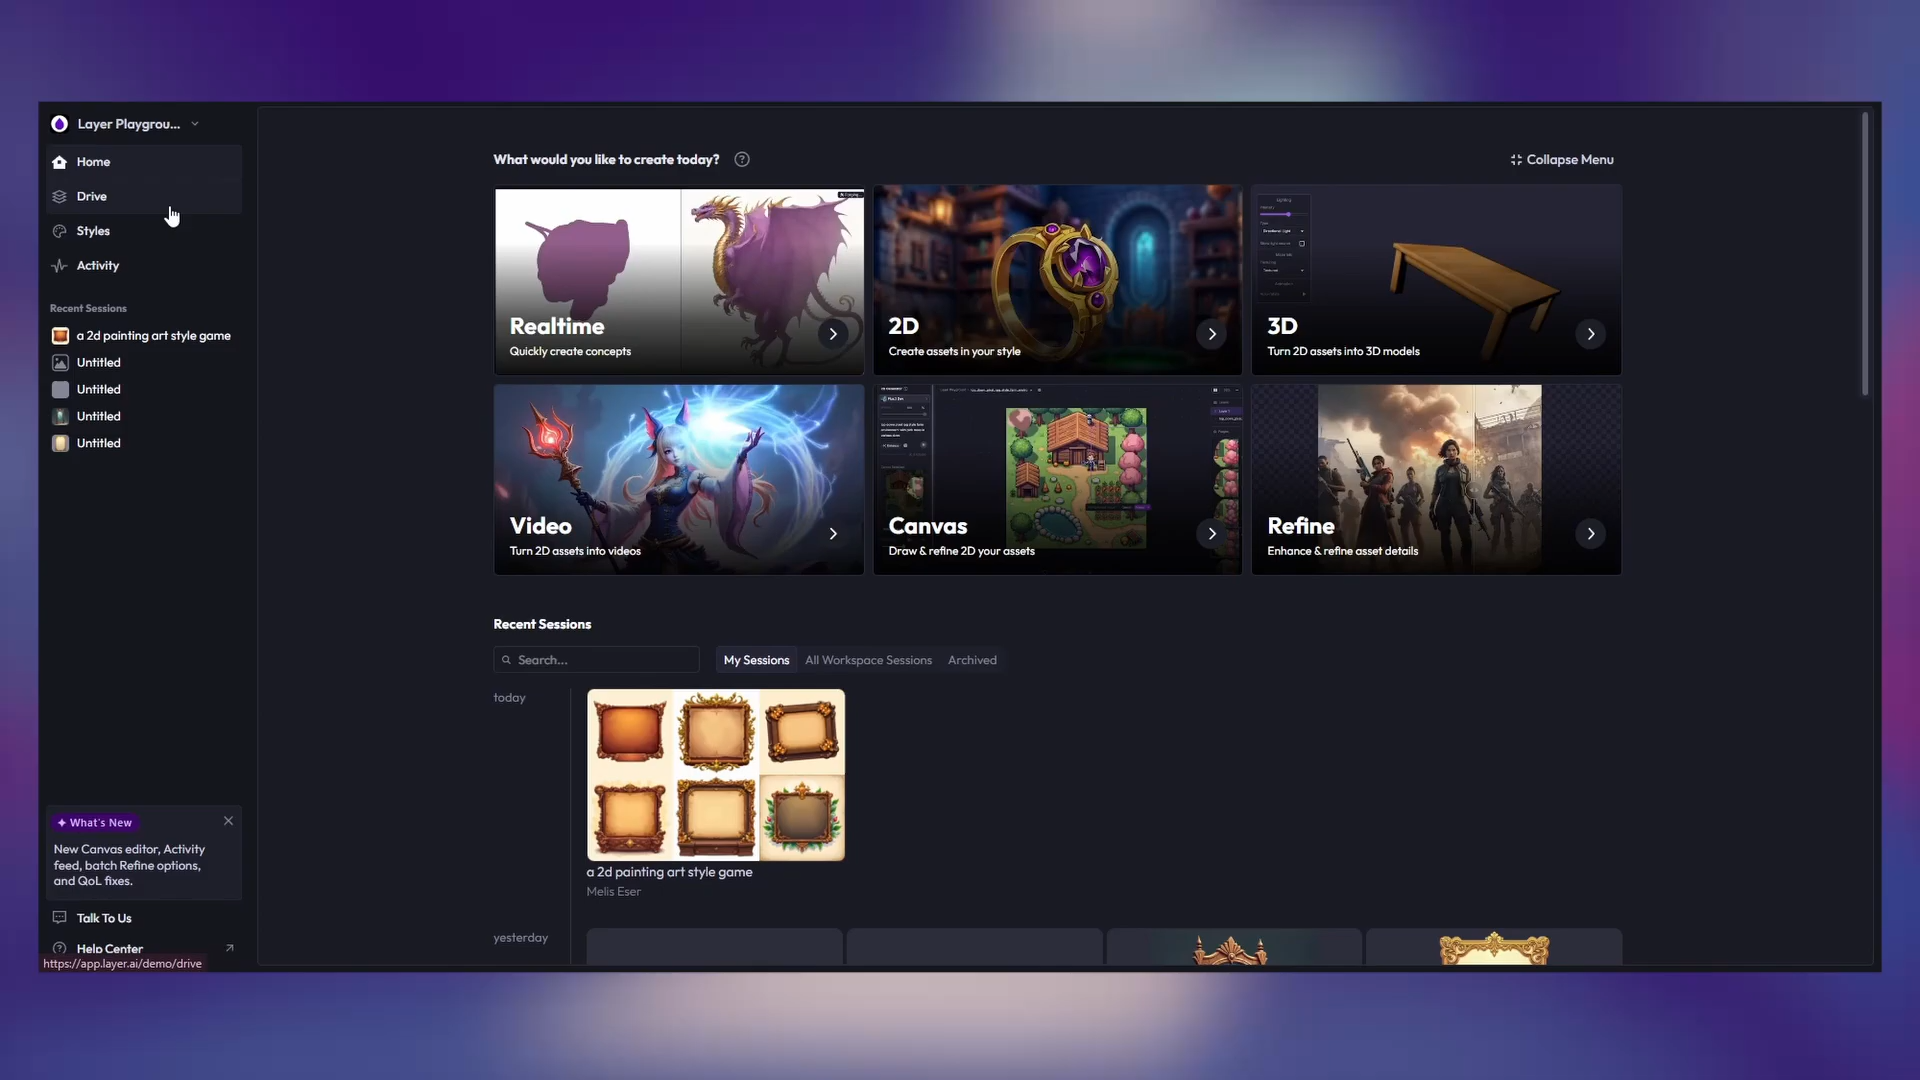 Layer Playgrou...
Home
Drive
Styles
Activity
Recent Sessions
a 2d painting art style game
Untitled
Untitled
Untitled
Untitled
What's New
New Canvas editor, Activity
feed, batch Refine options,
and QoL fixes.
Talk To Us
Help Center
https://app.layer.ai/demo/drive
What would you like to create today?
Collapse Menu
Realtime
Quickly create concepts
2D
Create assets in your style
3D
Turn 2D assets into 3D models
Video
Turn 2D assets into videos
Canvas
Draw & refine 2D your assets
Refine
Enhance & refine asset details
Recent Sessions
Search...
My Sessions
All Workspace Sessions
Archived
today
a 2d painting art style game
Melis Eser
yesterday